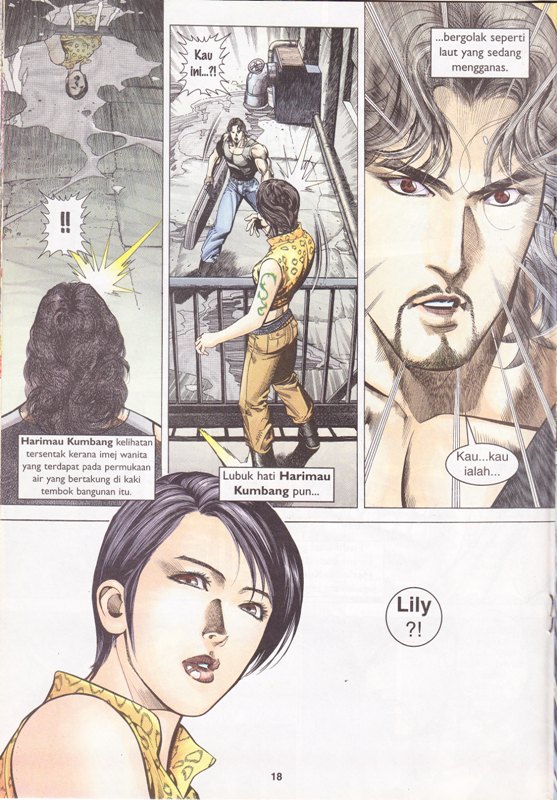 !!
Harimau Kumbang kelihatan
tersentak kerana imej wanita
yang terdapat pada permukaan
air yang bertakung di kaki
tembok bangunan itu.
Kau
ini...?!
Lubuk hati Harimau
Kumbang pun...
...bergolak seperti
laut yang sedang
mengganas.
Kau...kau
ialah...
Lily
?!
18